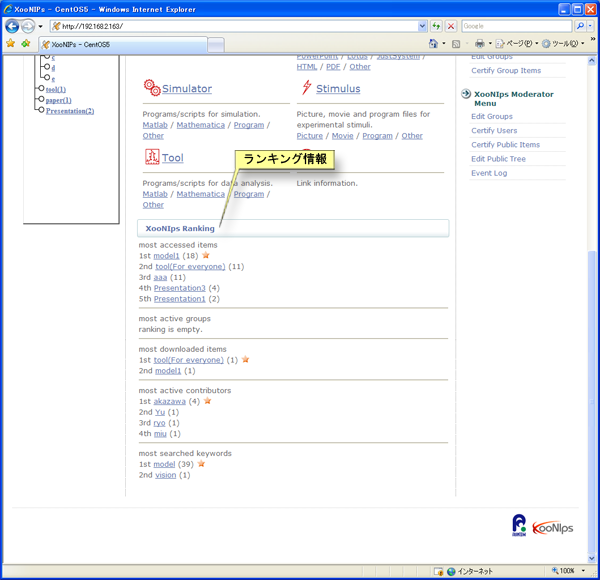 XooNIPs - CentOS5 - Windows Internet Explorer
http://192.168.2.163/
Google
XooNIPs - CentOS5
ページ(P)
ツール(O)
c
d
e
tool(1)
paper(1)
Presentation(2)
PowerPoint / Lotus / JustSystem /
HTML / PDF / Other
Simulator
Programs/scripts for simulation.
Matlab / Mathematica / Program /
Other
Stimulus
Picture, movie and program files for
experimental stimuli.
Picture / Movie / Program / Other
Tool
Programs/scripts for data analysis.
Matlab / Mathematica / Program /
Other
Link information.
ランキング情報
XooNIps Ranking
most accessed items
1st model1 (18)
2nd tool(For everyone) (11)
3rd aaa (11)
4th Presentation3 (4)
5th Presentation1 (2)
most active groups
ranking is empty.
most downloaded items
1st tool(For everyone) (1)
2nd model1 (1)
most active contributors
1st akazawa (4)
2nd Yu (1)
3rd ryo (1)
4th miu (1)
most searched keywords
1st model (39)
2nd vision (1)
Edit Groups
Certify Group Items
XooNIps Moderator
Menu
Edit Groups
Certify Users
Certify Public Items
Edit Public Tree
Event Log
RIKEN
XooNIps
インターネット
100%